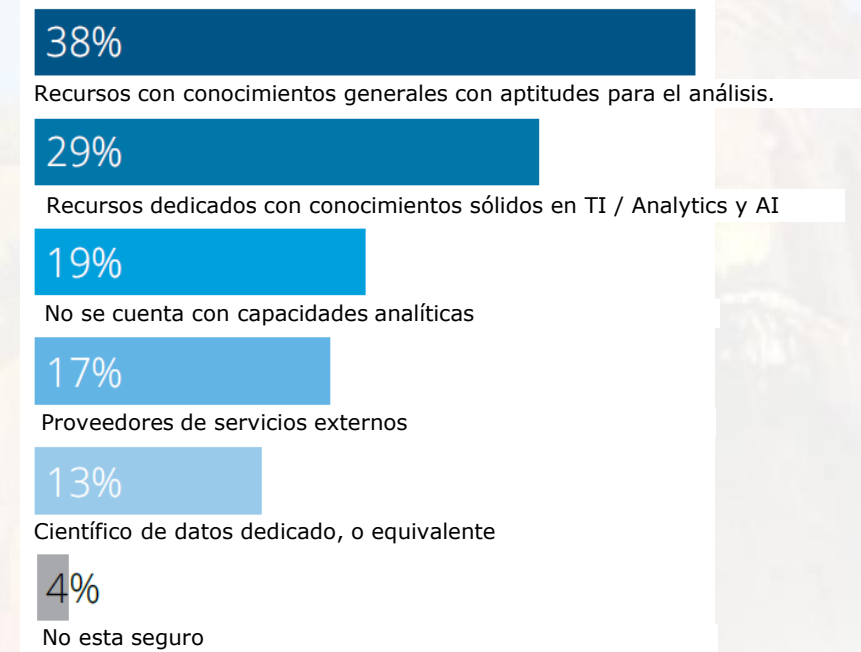 38%
Recursos con conocimientos generales con aptitudes para el análisis.
29%
Recursos dedicados con conocimientos sólidos en TI / Analytics y AI
19%
No se cuenta con capacidades analíticas
17%
Proveedores de servicios externos
13%
Científico de datos dedicado, o equivalente
4%
No esta seguro